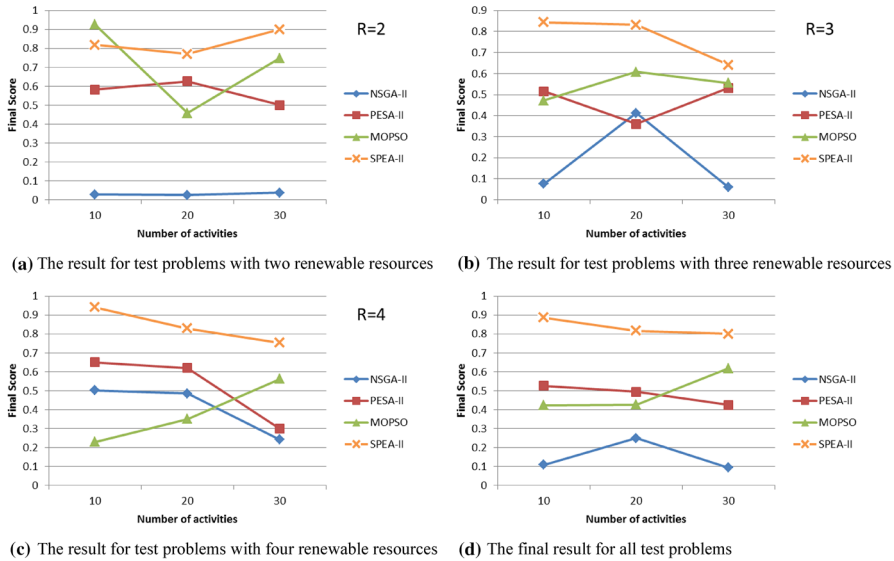 1
0.9
0.8
0.7
0.6
0.5
0.4
0.3
0.2
0.1
0
Final Score
10 20 30
Number of activities
R=2
NSGA-II
PESA-II
MOPSO
SPEA-II
(a) The result for test problems with two renewable resources
0.9
0.8
0.7
0.6
0.5
0.4
0.3
0.2
0.1
0
Final Score
10 20 30
Number of activities
R=3
NSGA-II
PESA-II
MOPSO
SPEA-II
(b) The result for test problems with three renewable resources
1
0.9
0.8
0.7
0.6
0.5
0.4
0.3
0.2
0.1
0
Final Score
10 20 30
Number of activities
R=4
NSGA-II
PESA-II
MOPSO
SPEA-II
(c) The result for test problems with four renewable resources
1
0.9
0.8
0.7
0.6
0.5
0.4
0.3
0.2
0.1
0
Final Score
10 20 30
Number of activities
NSGA-II
PESA-II
MOPSO
SPEA-II
(d) The final result for all test problems